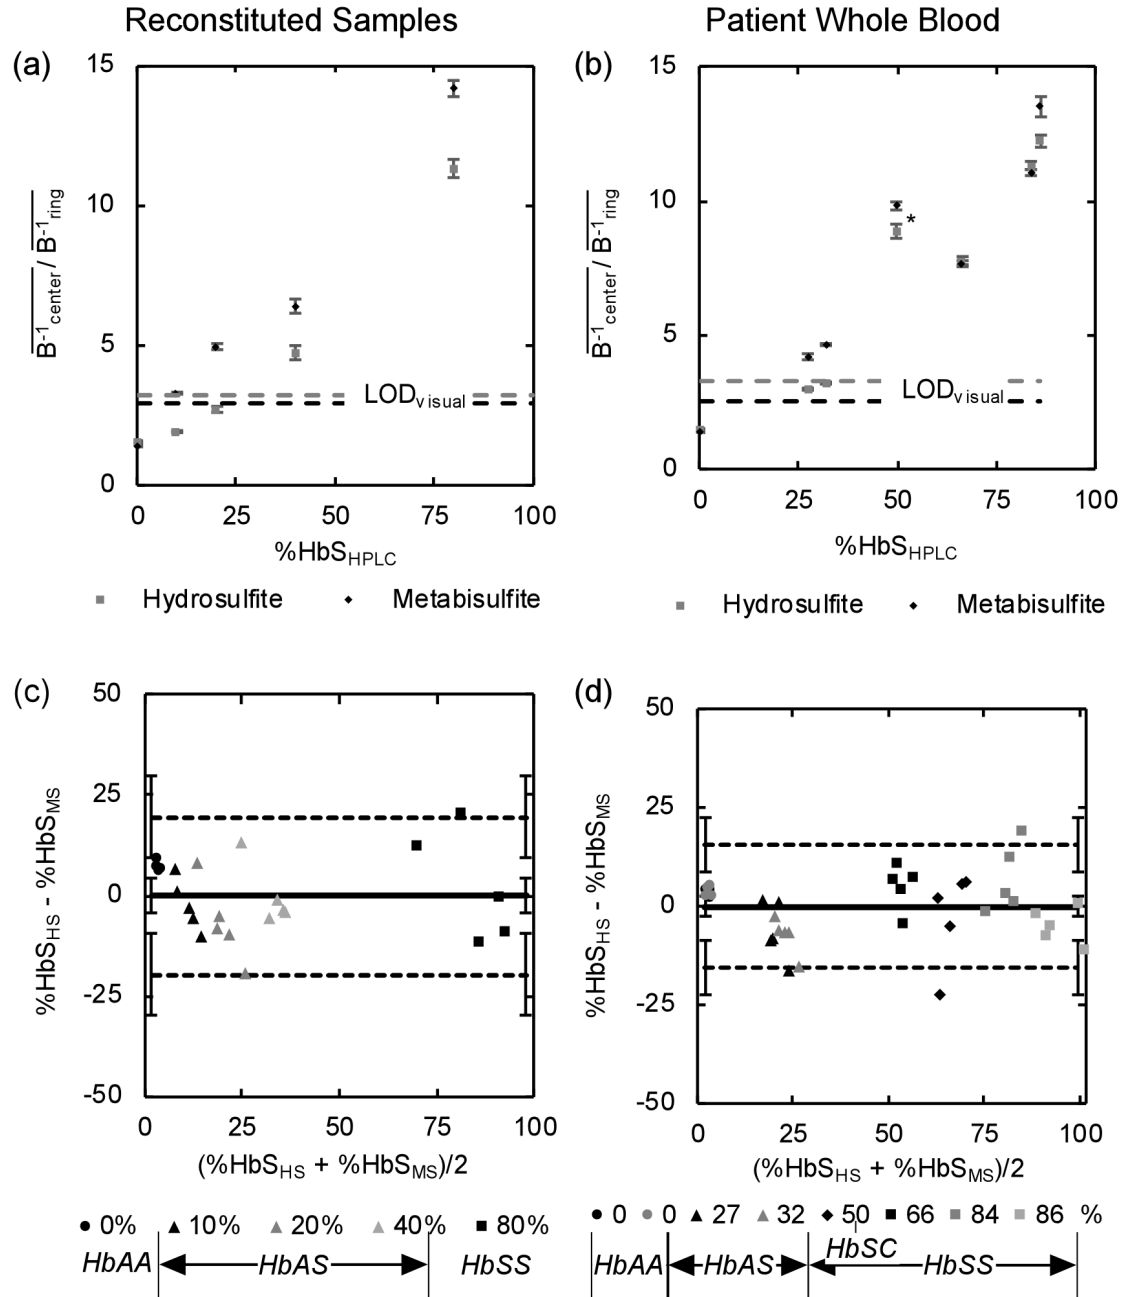 Reconstituted Samples
Patient Whole Blood
(a)
15
10
5
0
B-1center / B-1ring
LODvisual
0 25 50 75 100
%HbSHPLC
Hydrosulfite Metabisulfite
(b)
15
10
5
0
B-1center / B-1ring
*
LODvisual
0 25 50 75 100
%HbSHPLC
Hydrosulfite Metabisulfite
(c)
50
25
0
-25
-50
%HbSHS - %HbSMS
0 25 50 75 100
(%HbSHS + %HbSMS)/2
0% 10% 20% 40% 80%
HbAA HbAS HbSS
(d)
50
25
0
-25
-50
%HbSHS - %HbSMS
0 25 50 75 100
(%HbSHS + %HbSMS)/2
0 0 27 32 50 66 84 86 %
HbSC
HbAA HbAS HbSS